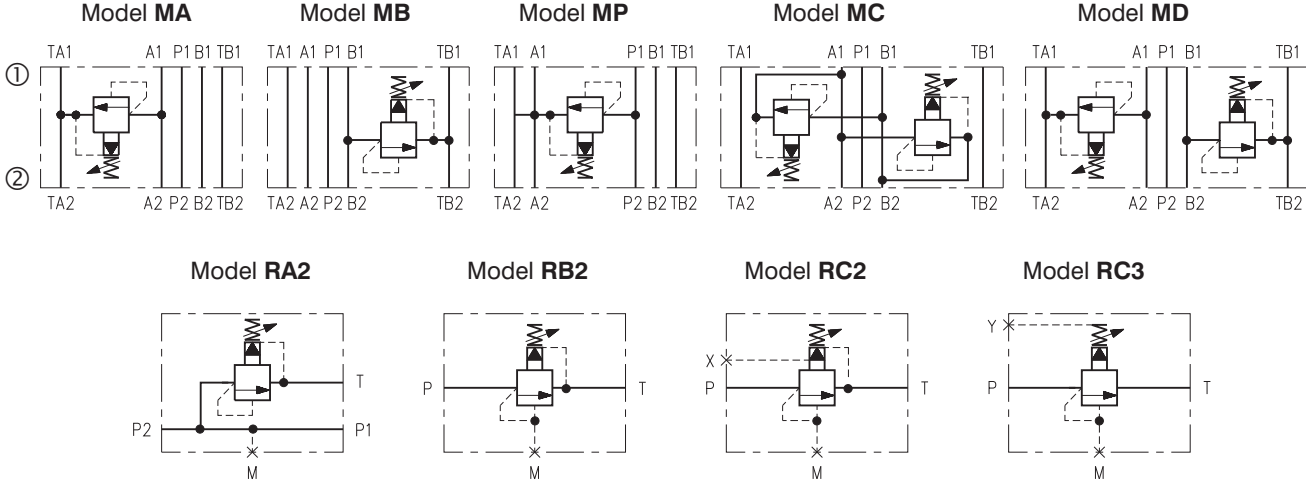 Model MA Model MB Model MP Model MC Model MD
TA1 A1 P1 B1 TB1 TA1 A1 P1 B1 TB1 TA1 A1 P1 B1 TB1 TA1 A1 P1 B1 TB1 TA1 A1 P1 B1 TB1
①
②
TA2 A2 P2 B2 TB2 TA2 A2 P2 B2 TB2 TA2 A2 P2 B2 TB2 TA2 A2 P2 B2 TB2 TA2 A2 P2 B2 TB2
Model RA2 Model RB2 Model RC2 Model RC3
Y
X
T P T P T P T
P2 P1
M M M M